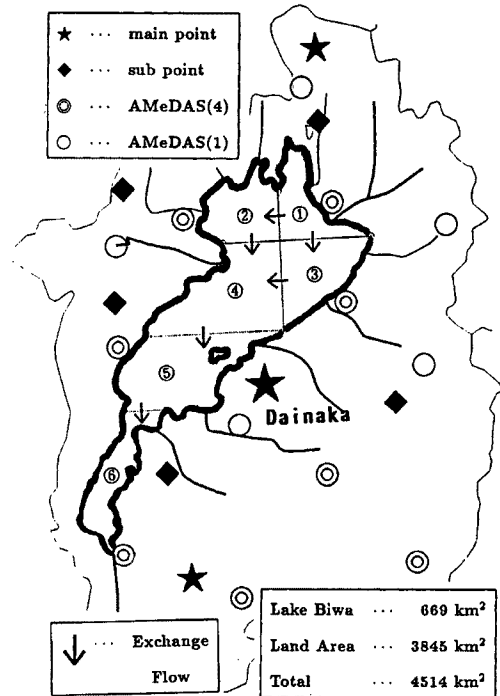 ★ ··· main point
◆ ··· sub point
◎ ··· AMeDAS(4)
○ ··· AMeDAS(1)
② ①
④ ③
⑤
Dainaka
⑥
↓ ··· Exchange
Flow
Lake Biwa ··· 669 km²
Land Area ··· 3845 km²
Total ··· 4514 km²